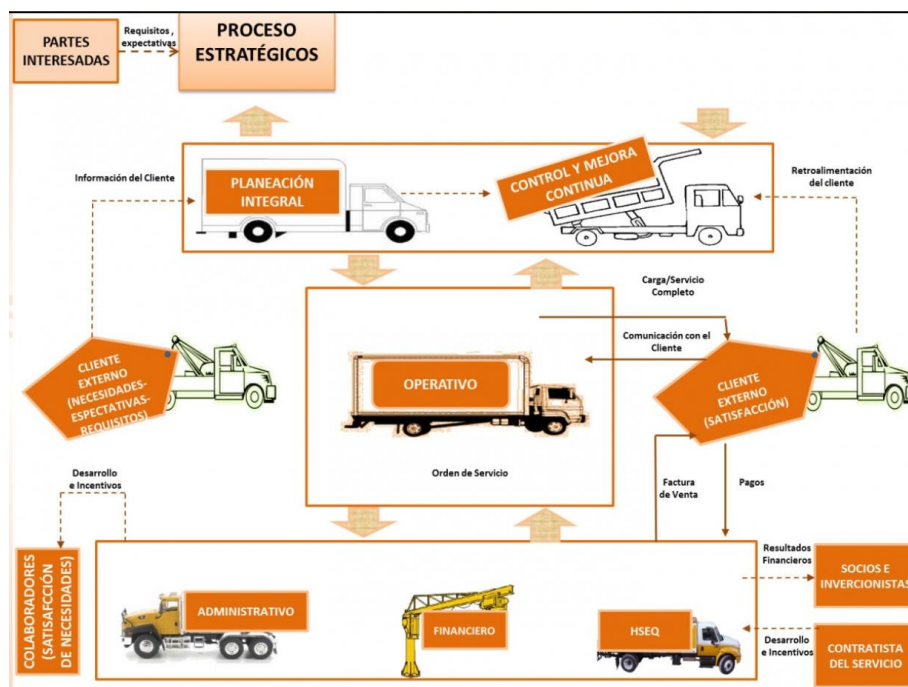 PARTES
INTERESADAS
Requisitos ,
expectativas
PROCESO
ESTRATÉGICOS
Información del Cliente
PLANEACIÓN
INTEGRAL
CONTROL Y MEJORA
CONTINUA
Retroalimentación
del cliente
Carga/Servicio
Completo
Comunicación con el
Cliente
CLIENTE
EXTERNO
(NECESIDADES-
ESPECTATIVAS-
REQUISITOS)
OPERATIVO
CLIENTE
EXTERNO
(SATISFACCIÓN)
Orden de Servicio
Desarrollo
e Incentivos
Factura
de Venta
Pagos
COLABORADORES
(SATISAFCCIÓN
DE NECESIDADES)
ADMINISTRATIVO
FINANCIERO
HSEQ
Resultados
Financieros
SOCIOS E
INVERCIONISTAS
Desarrollo
e Incentivos
CONTRATISTA
DEL SERVICIO